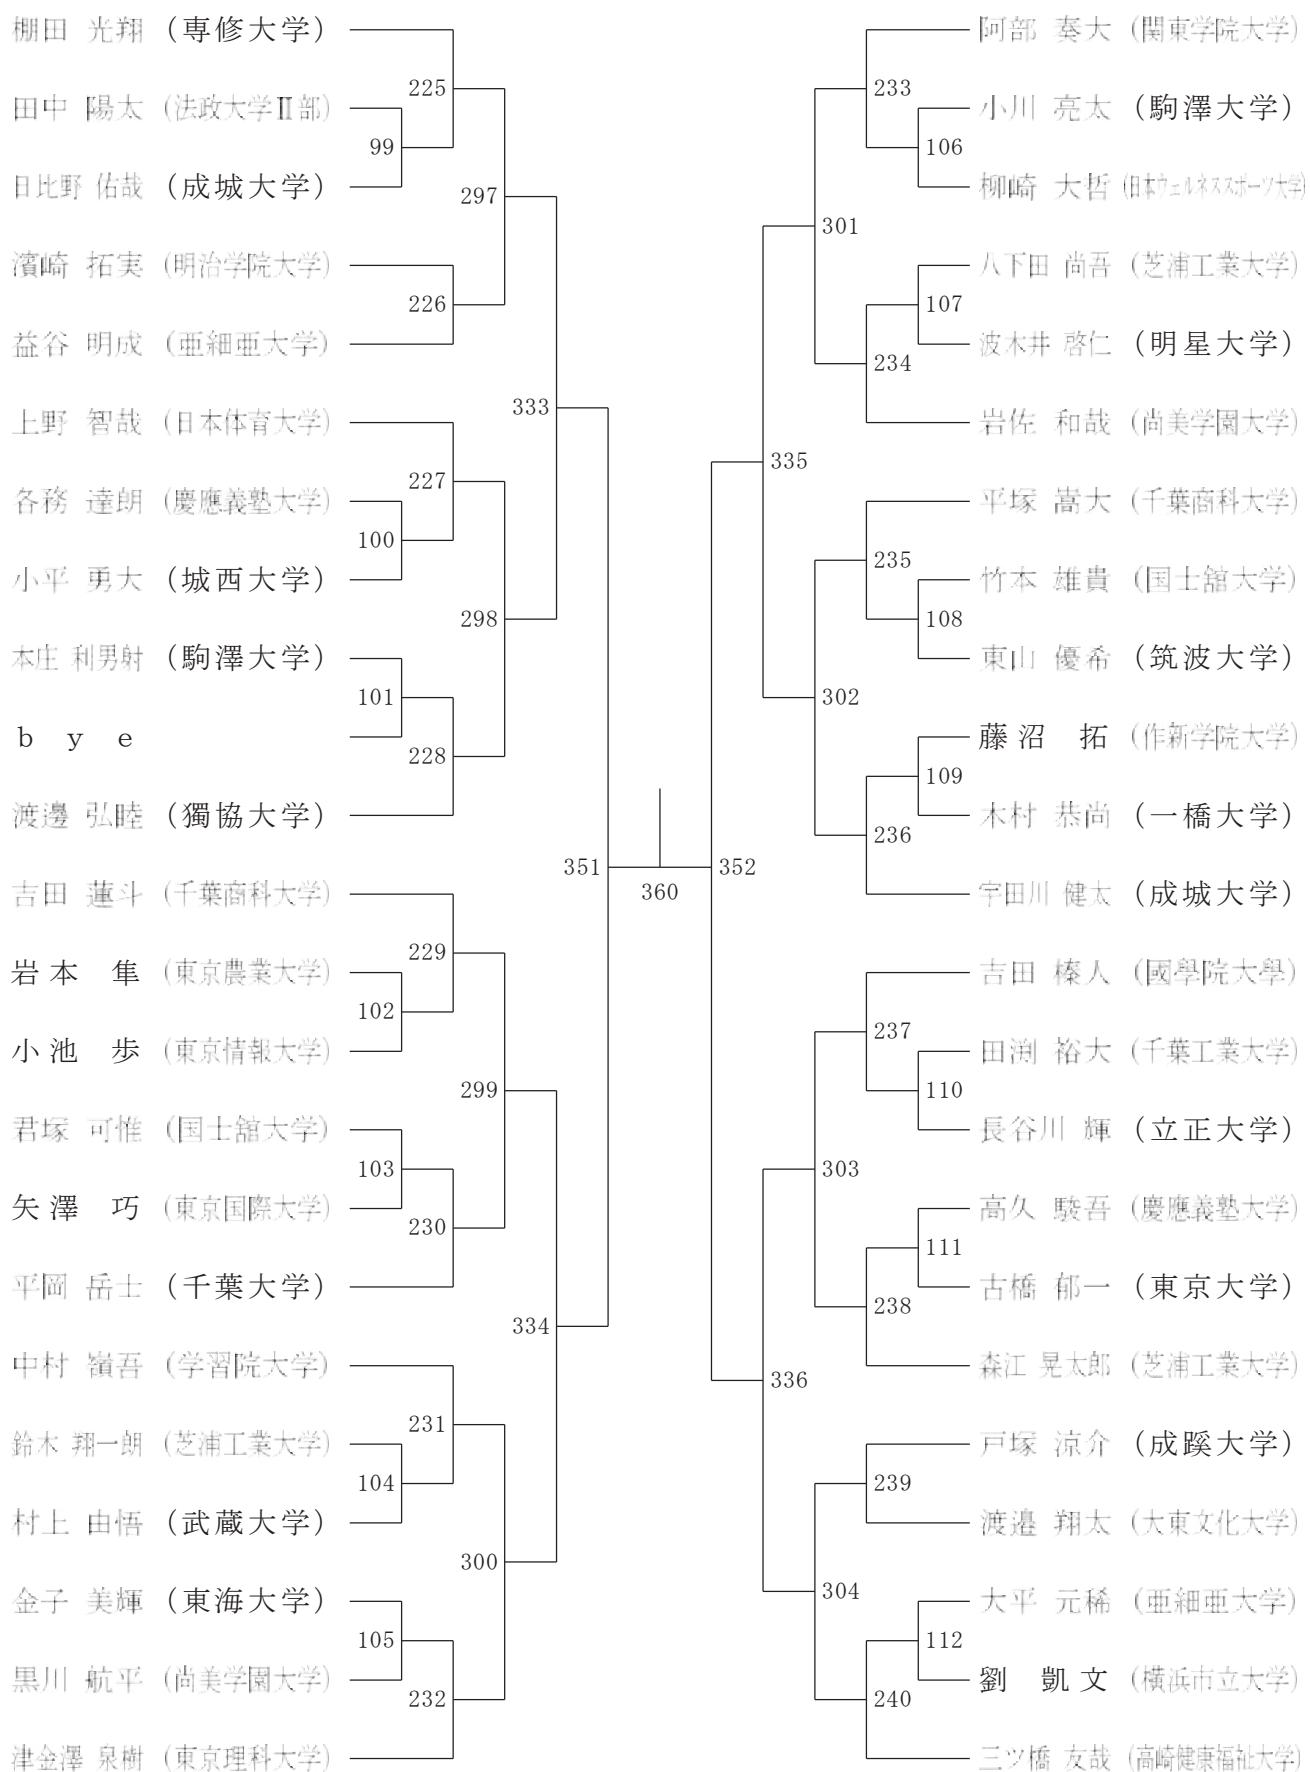 棚田 光翔 (専修大学)
225
田中 陽太 (法政大学Ⅱ部)
99
日比野 佑哉 (成城大学)
297
濱崎 拓実 (明治学院大学)
226
益谷 明成 (亜細亜大学)
333
上野 智哉 (日本体育大学)
227
各務 達朗 (慶應義塾大学)
100
小平 勇大 (城西大学)
298
本庄 利男射 (駒澤大学)
101
bye
228
渡邊 弘睦 (獨協大学)
351
吉田 蓮斗 (千葉商科大学)
229
岩本 隼 (東京農業大学)
102
小池 歩 (東京情報大学)
299
君塚 可惟 (国士舘大学)
103
矢澤 巧 (東京国際大学)
230
平岡 岳士 (千葉大学)
334
中村 嶺吾 (学習院大学)
231
鈴木 翔一朗 (芝浦工業大学)
104
村上 由悟 (武蔵大学)
300
金子 美輝 (東海大学)
105
黒川 航平 (尚美学園大学)
232
津金澤 泉樹 (東京理科大学)
360
阿部 奏大 (関東学院大学)
233
小川 亮太 (駒澤大学)
106
柳崎 大哲 (日本ウェルネススポーツ大学)
301
八下田 尚吾 (芝浦工業大学)
107
波木井 啓仁 (明星大学)
234
岩佐 和哉 (尚美学園大学)
335
平塚 嵩大 (千葉商科大学)
235
竹本 雄貴 (国士舘大学)
108
東山 優希 (筑波大学)
302
藤沼 拓 (作新学院大学)
109
木村 恭尚 (一橋大学)
236
352
宇田川 健太 (成城大学)
吉田 榛人 (國學院大學)
237
田渕 裕大 (千葉工業大学)
110
長谷川 輝 (立正大学)
303
高久 駿吾 (慶應義塾大学)
111
古橋 郁一 (東京大学)
238
森江 晃太郎 (芝浦工業大学)
336
戸塚 涼介 (成蹊大学)
239
渡邉 翔太 (大東文化大学)
304
大平 元稀 (亜細亜大学)
112
劉 凱文 (横浜市立大学)
240
三ツ橋 友哉 (高崎健康福祉大学)